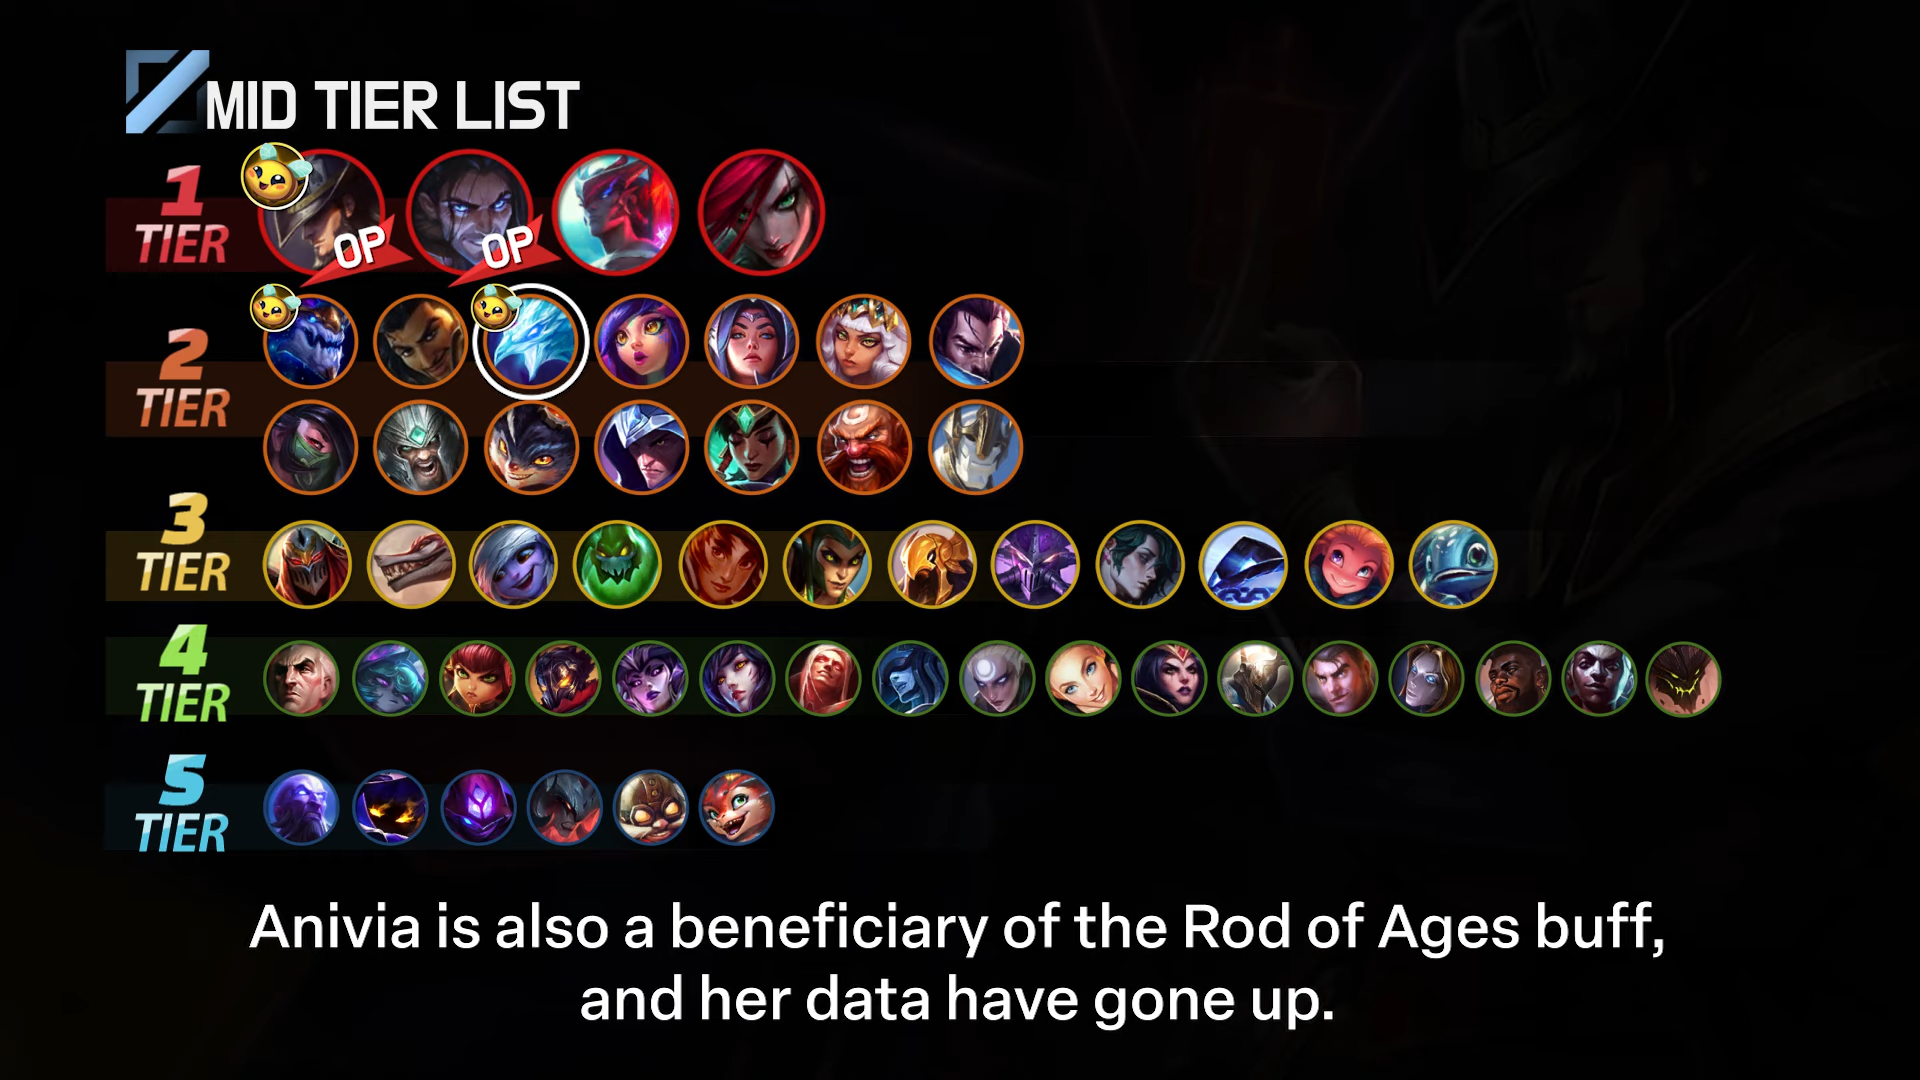 MID TIER LIST
1
TIER
OP
OP
2
TIER
3
TIER
4
TIER
5
TIER
Anivia is also a beneficiary of the Rod of Ages buff,
and her data have gone up.